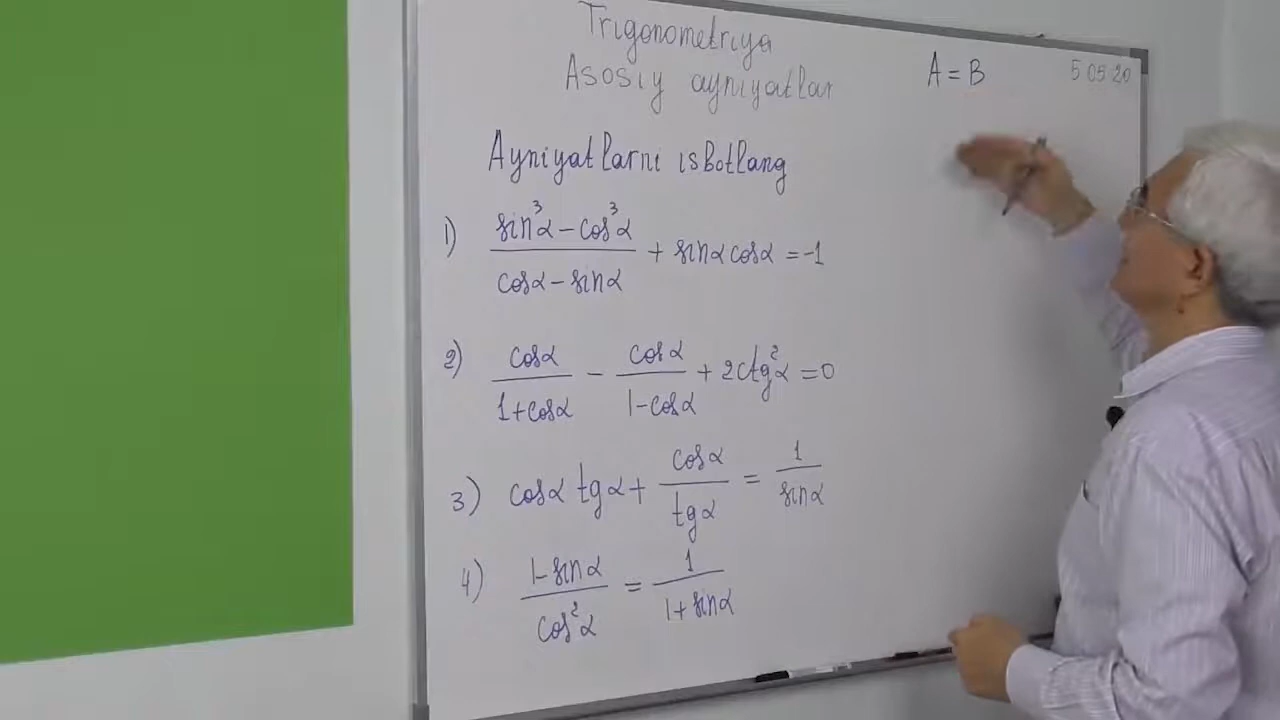 Trigonometriya
Asosiy ayniyatlar
A = B
5 05 20
Ayniyatlarni isbotlang
1) (sin³α – cos³α)/(cosα – sinα) + sinα cosα = -1
2) cosα/(1+cosα) – cosα/(1-cosα) + 2ctg²α = 0
3) cosα tgα + cosα/tgα = 1/sinα
4) (1-sinα)/cos²α = 1/(1+sinα)